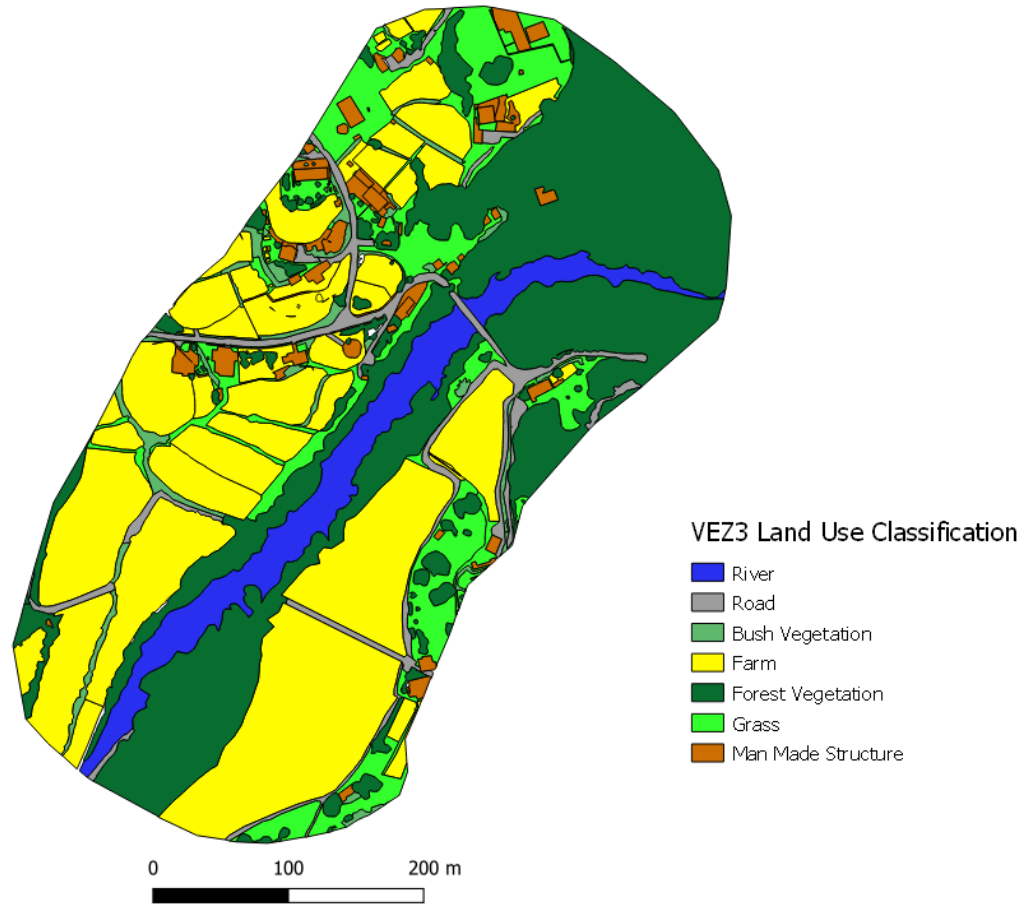 VEZ3 Land Use Classification
River
Road
Bush Vegetation
Farm
Forest Vegetation
Grass
Man Made Structure
0 100 200 m